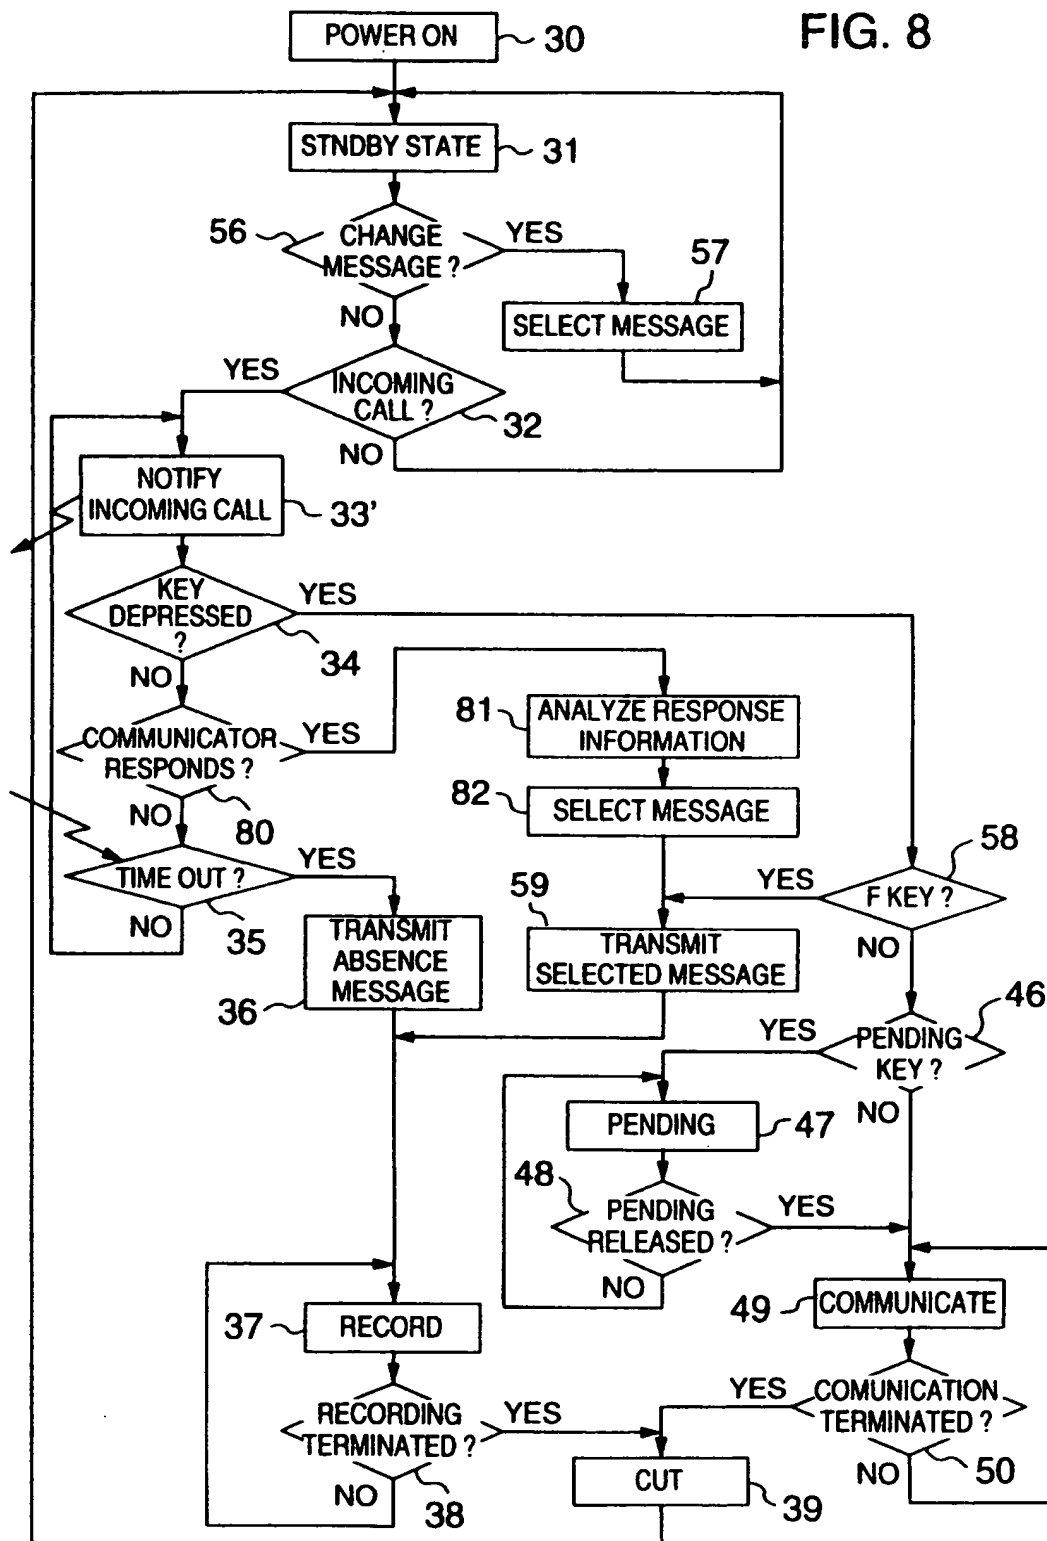 FIG. 8
POWER ON
30
STNDBY STATE
31
56
CHANGE
MESSAGE ?
YES
NO
57
SELECT MESSAGE
YES
INCOMING
CALL ?
32
NO
NOTIFY
INCOMING CALL
33'
KEY
DEPRESSED
?
YES
34
NO
COMMUNICATOR
RESPONDS ?
YES
80
NO
81
ANALYZE RESPONSE
INFORMATION
82
SELECT MESSAGE
TIME OUT ?
YES
35
NO
58
F KEY ?
YES
NO
59
TRANSMIT
SELECTED MESSAGE
TRANSMIT
ABSENCE
MESSAGE
36
46
PENDING
KEY ?
YES
NO
PENDING
47
48
PENDING
RELEASED ?
YES
NO
49
COMMUNICATE
37
RECORD
RECORDING
TERMINATED ?
YES
38
NO
YES
COMUNICATION
TERMINATED ?
50
NO
CUT
39